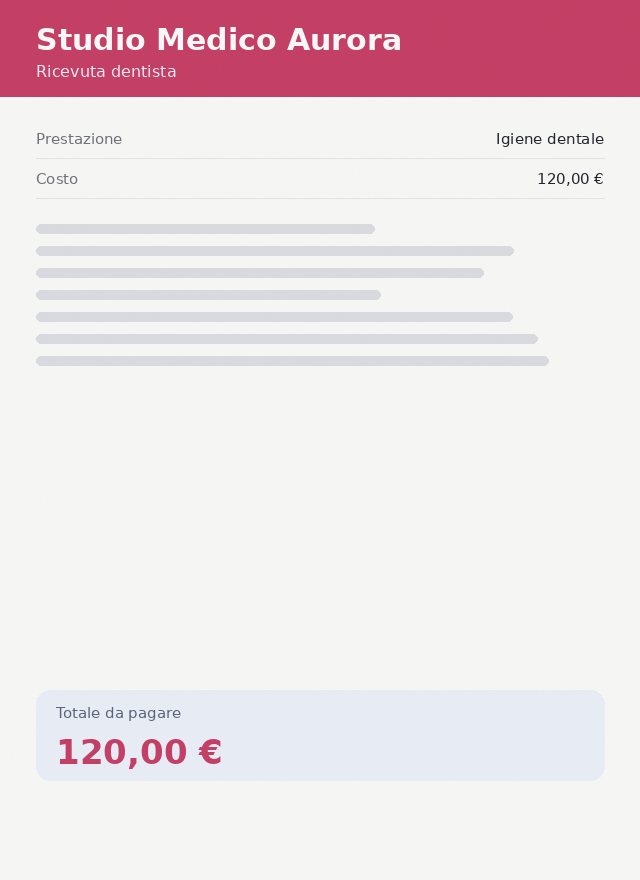 Studio Medico Aurora
Ricevuta dentista
Prestazione Igiene dentale
Costo 120,00 €
Totale da pagare
120,00 €